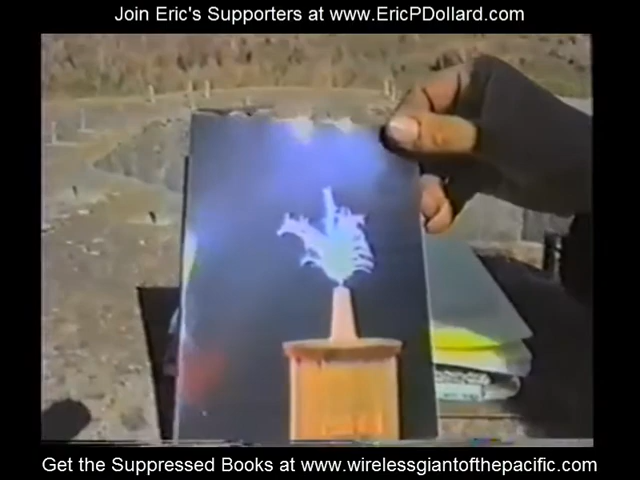 Join Eric's Supporters at www.EricPDollard.com
Get the Suppressed Books at www.wirelessgiantofthepacific.com